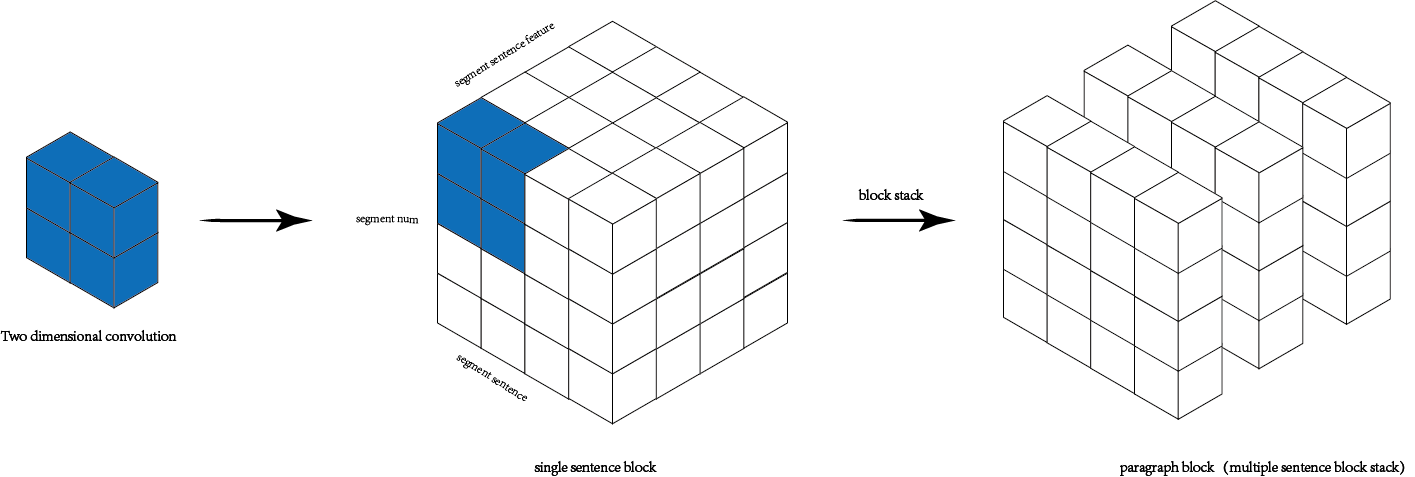 segment sentence feature
block stack
segment num
Two dimensional convolution
segment sentence
single sentence block
paragraph block（multiple sentence block stack）